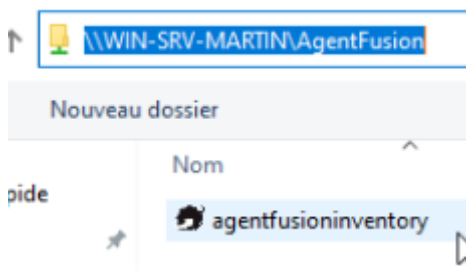 \\WIN-SRV-MARTIN\AgentFusion
Nouveau dossier
Nom
pide
agentfusioninventory